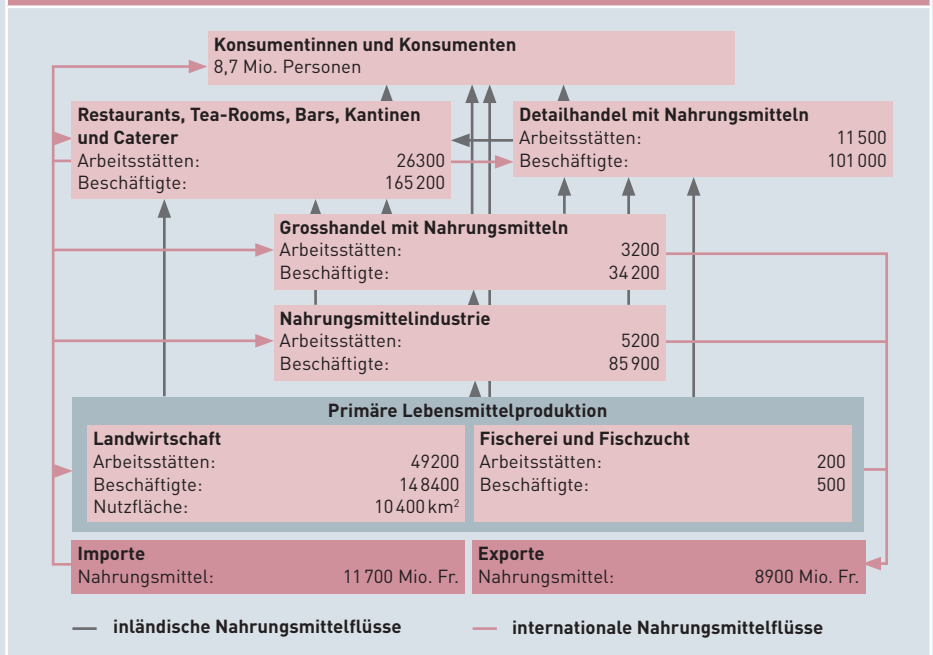 Konsumentinnen und Konsumenten
8,7 Mio. Personen
Restaurants, Tea-Rooms, Bars, Kantinen
und Caterer
Arbeitsstätten: 26300
Beschäftigte: 165 200
Detailhandel mit Nahrungsmitteln
Arbeitsstätten: 11 500
Beschäftigte: 101 000
Grosshandel mit Nahrungsmitteln
Arbeitsstätten: 3200
Beschäftigte: 34 200
Nahrungsmittelindustrie
Arbeitsstätten: 5200
Beschäftigte: 85 900
Primäre Lebensmittelproduktion
Landwirtschaft
Arbeitsstätten: 49200
Beschäftigte: 148400
Nutzfläche: 10 400 km²
Fischerei und Fischzucht
Arbeitsstätten: 200
Beschäftigte: 500
Importe
Nahrungsmittel: 11 700 Mio. Fr.
Exporte
Nahrungsmittel: 8900 Mio. Fr.
inländische Nahrungsmittelflüsse
internationale Nahrungsmittelflüsse